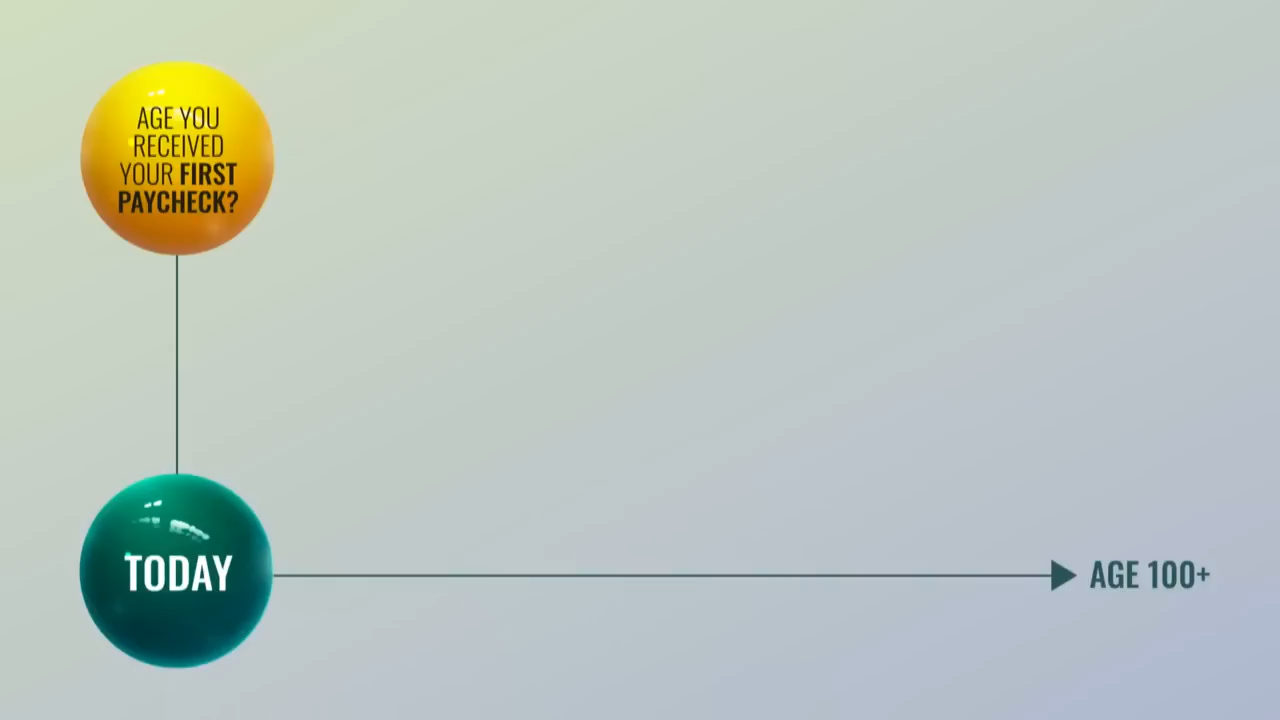 AGE YOU
RECEIVED
YOUR FIRST
PAYCHECK?
TODAY
AGE 100+